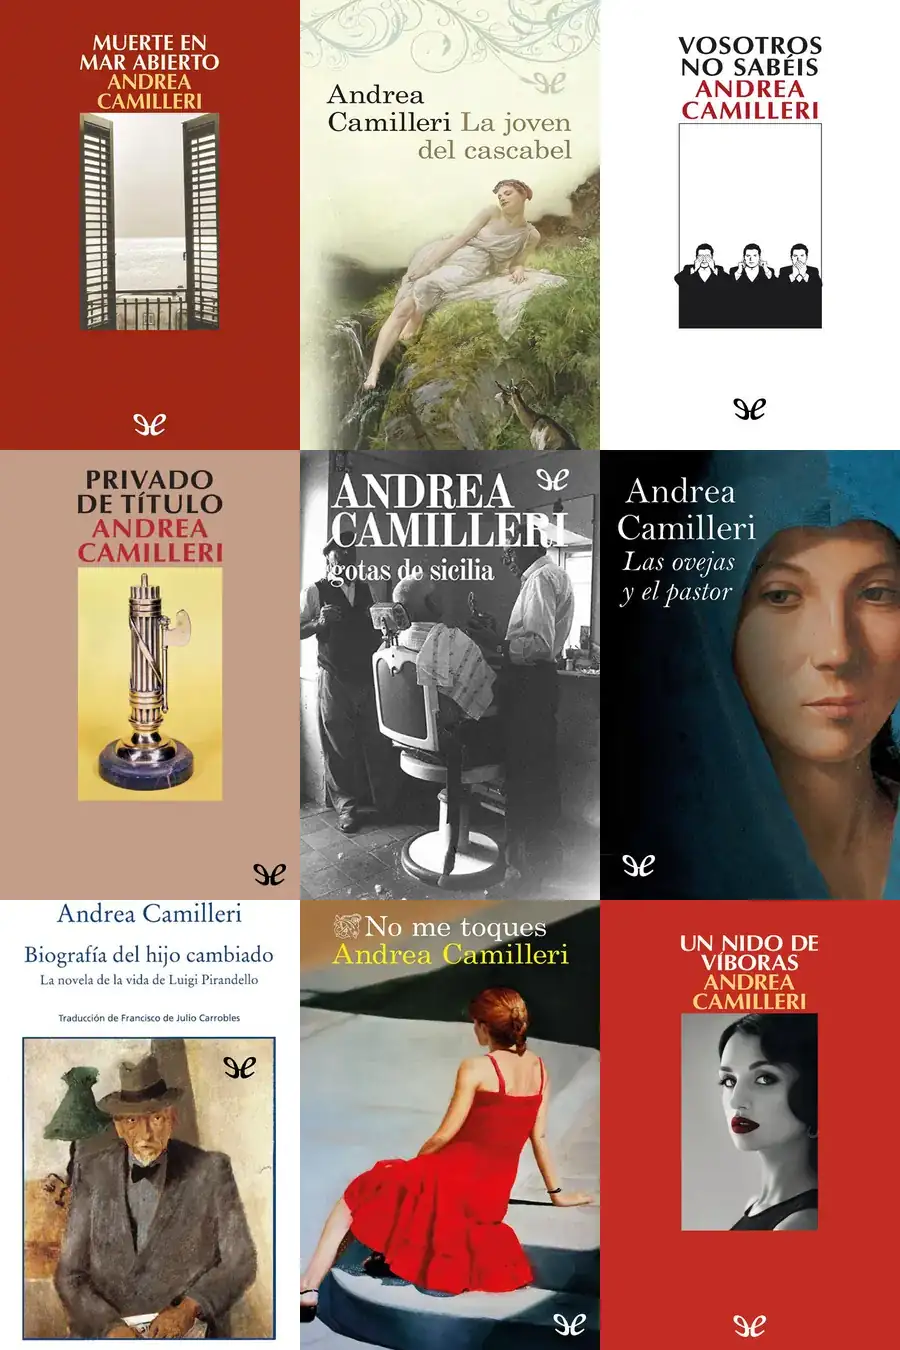 MUERTE EN
MAR ABIERTO
ANDREA
CAMILLERI
Andrea
Camilleri La joven
del cascabel
VOSOTROS
NO SABÉIS
ANDREA
CAMILLERI
PRIVADO
DE TÍTULO
ANDREA
CAMILLERI
ANDREA
CAMILLERI
gotas de sicilia
Andrea
Camilleri
Las ovejas
y el pastor
Andrea Camilleri
Biografía del hijo cambiado
La novela de la vida de Luigi Pirandello
Traducción de Francisco de Julio Carrobles
No me toques
Andrea Camilleri
UN NIDO DE
VÍBORAS
ANDREA
CAMILLERI